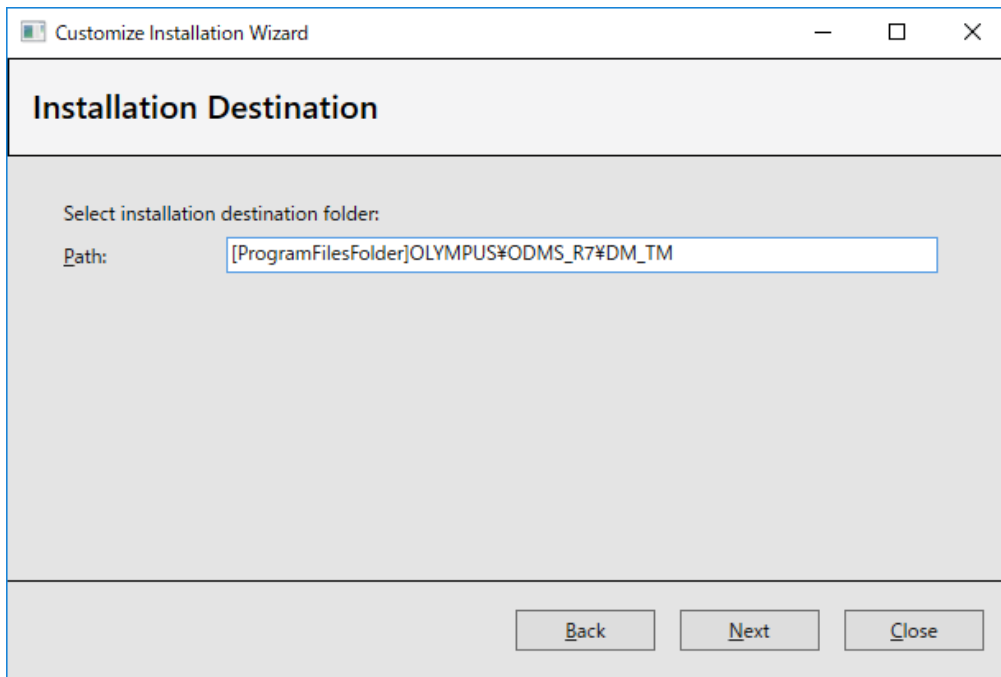 Customize Installation Wizard
Installation Destination
Select installation destination folder:
Path: [ProgramFilesFolder]OLYMPUS¥ODMS_R7¥DM_TM
Back Next Close